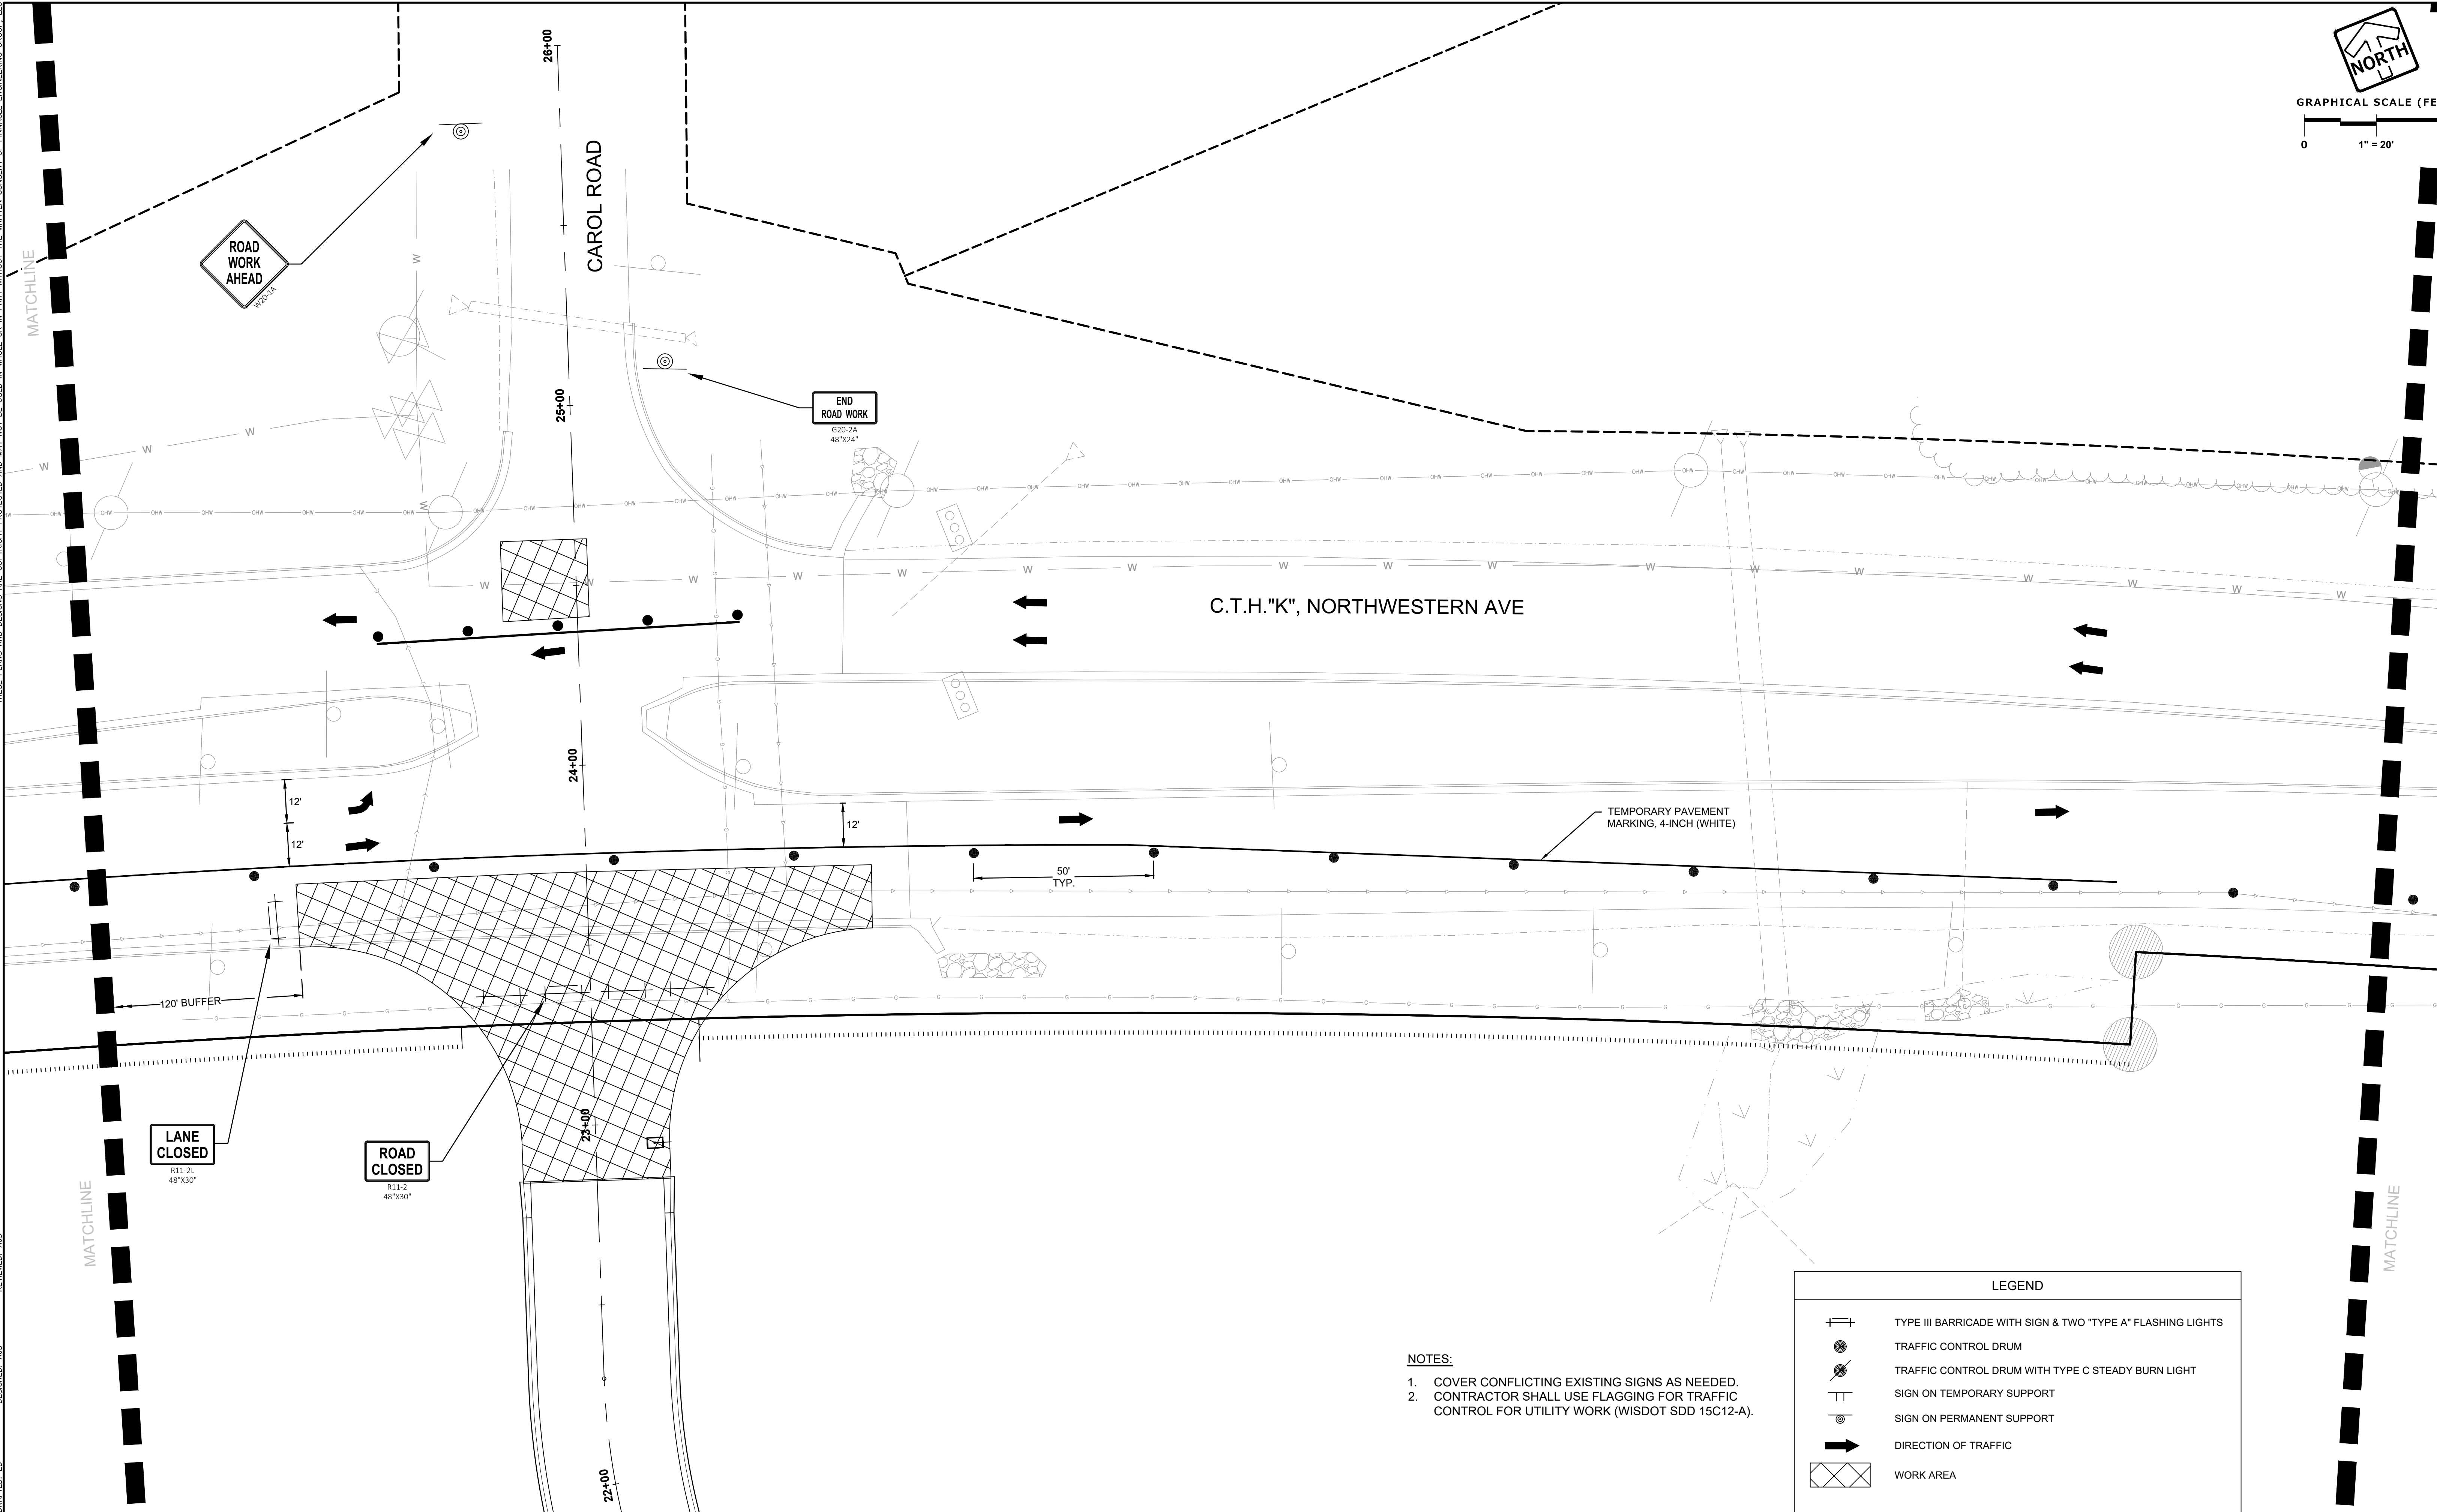 26+00
NORTH
GRAPHICAL SCALE (FE
0
1" = 20'
CAROL ROAD
ROAD
WORK
AHEAD
W20-1A
MATCHLINE
25+00
END
ROAD WORK
G20-2A
48"X24"
C.T.H."K", NORTHWESTERN AVE
24+00
12'
12'
12'
TEMPORARY PAVEMENT
MARKING, 4-INCH (WHITE)
50'
TYP.
120' BUFFER
23+00
LANE
CLOSED
R11-2L
48"X30"
ROAD
CLOSED
R11-2
48"X30"
MATCHLINE
MATCHLINE
22+00
NOTES:
1. COVER CONFLICTING EXISTING SIGNS AS NEEDED.
2. CONTRACTOR SHALL USE FLAGGING FOR TRAFFIC
CONTROL FOR UTILITY WORK (WISDOT SDD 15C12-A).
LEGEND
TYPE III BARRICADE WITH SIGN & TWO "TYPE A" FLASHING LIGHTS
TRAFFIC CONTROL DRUM
TRAFFIC CONTROL DRUM WITH TYPE C STEADY BURN LIGHT
SIGN ON TEMPORARY SUPPORT
SIGN ON PERMANENT SUPPORT
DIRECTION OF TRAFFIC
WORK AREA